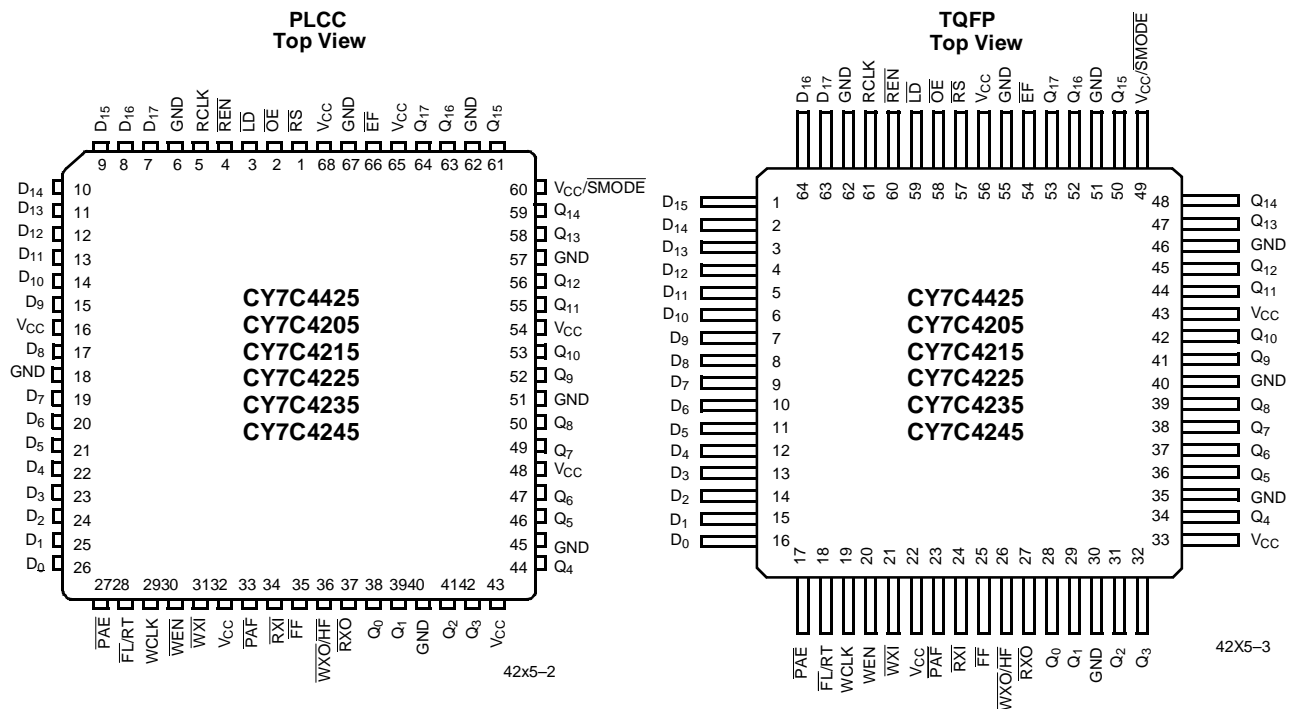 PLCC
Top View
D15 D16 D17 GND RCLK REN LD OE RS VCC GND EF VCC Q17 Q16 GND Q15
9 8 7 6 5 4 3 2 1 68 67 66 65 64 63 62 61
D14 10
D13 11
D12 12
D11 13
D10 14
D9 15
VCC 16
D8 17
GND 18
D7 19
D6 20
D5 21
D4 22
D3 23
D2 24
D1 25
D0 26
CY7C4425
CY7C4205
CY7C4215
CY7C4225
CY7C4235
CY7C4245
60 VCC/SMODE
59 Q14
58 Q13
57 GND
56 Q12
55 Q11
54 VCC
53 Q10
52 Q9
51 GND
50 Q8
49 Q7
48 VCC
47 Q6
46 Q5
45 GND
44 Q4
27 28 29 30 31 32 33 34 35 36 37 38 39 40 41 42 43
PAE FL/RT WCLK WEN WXI VCC PAF RXI FF WXO/HF RXO Q0 Q1 GND Q2 Q3 VCC
42x5–2
TQFP
Top View
D16 D17 GND RCLK REN LD OE RS VCC GND EF Q17 Q16 GND Q15 VCC/SMODE
64 63 62 61 60 59 58 57 56 55 54 53 52 51 50 49
D15 1
D14 2
D13 3
D12 4
D11 5
D10 6
D9 7
D8 8
D7 9
D6 10
D5 11
D4 12
D3 13
D2 14
D1 15
D0 16
CY7C4425
CY7C4205
CY7C4215
CY7C4225
CY7C4235
CY7C4245
48 Q14
47 Q13
46 GND
45 Q12
44 Q11
43 VCC
42 Q10
41 Q9
40 GND
39 Q8
38 Q7
37 Q6
36 Q5
35 GND
34 Q4
33 VCC
17 18 19 20 21 22 23 24 25 26 27 28 29 30 31 32
PAE FL/RT WCLK WEN WXI VCC PAF RXI FF WXO/HF RXO Q0 Q1 GND Q2 Q3
42X5–3